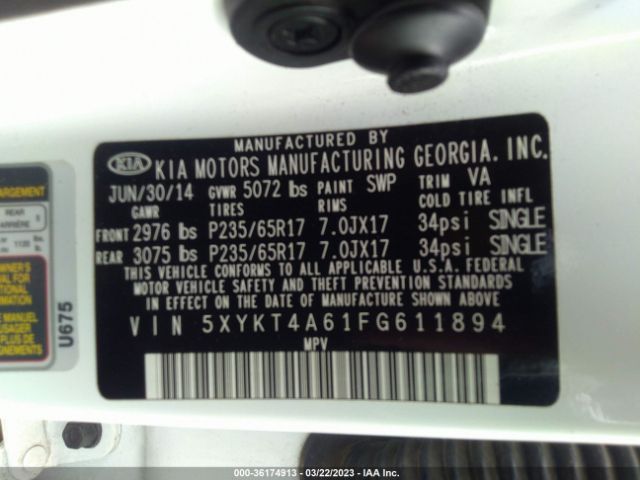 MANUFACTURED BY
KIA KIA MOTORS MANUFACTURING GEORGIA. INC.
JUN/30/14 GVWR 5072 lbs PAINT SWP TRIM VA
GAWR TIRES RIMS COLD TIRE INFL
FRONT 2976 lbs P235/65R17 7.0JX17 34psi SINGLE
REAR 3075 lbs P235/65R17 7.0JX17 34psi SINGLE
THIS VEHICLE CONFORMS TO ALL APPLICABLE U.S.A. FEDERAL
MOTOR VEHICLE SAFETY AND THEFT PREVENTION STANDARDS
IN EFFECT ON THE DATE OF MANUFACTURE SHOWN ABOVE.
VIN 5XYKT4A61FG611894
MPV
REAR
U675
000-36174913 - 03/22/2023 - IAA Inc.